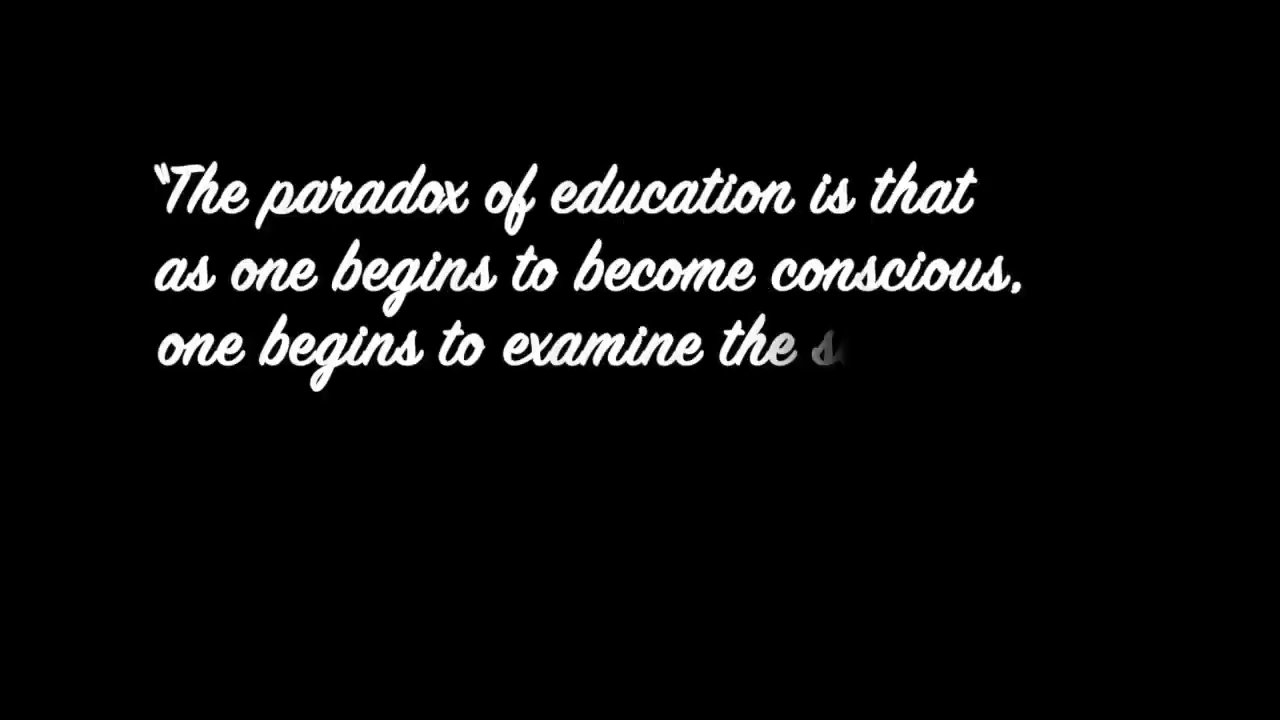 "The paradox of education is that
as one begins to become conscious,
one begins to examine the